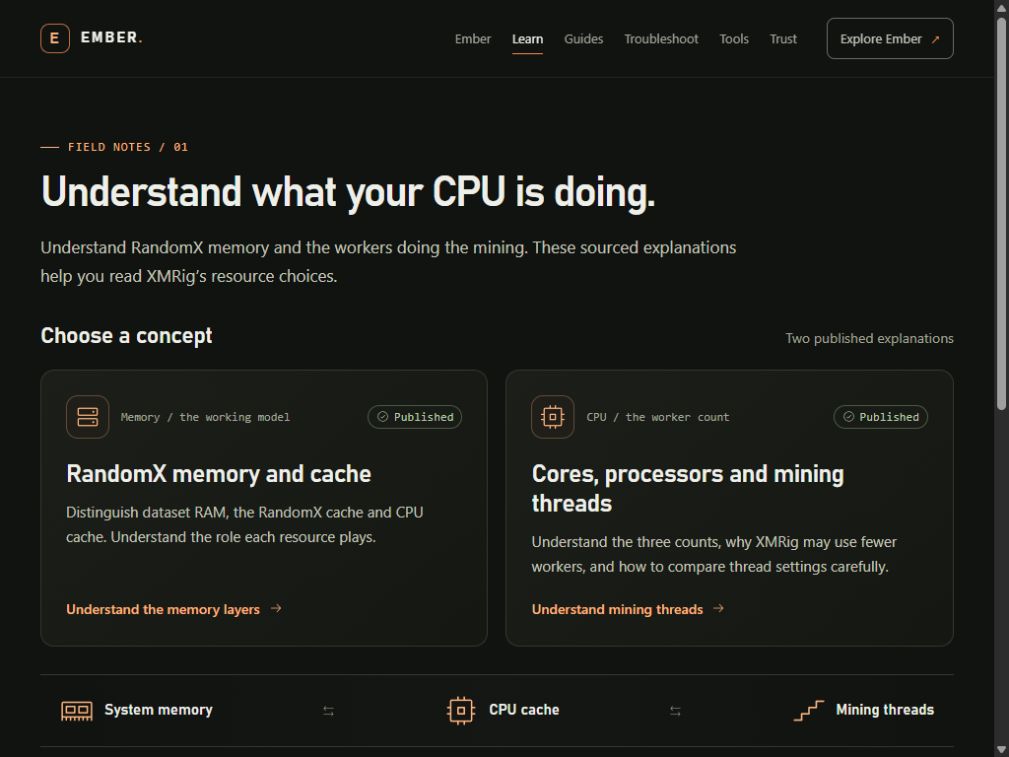 E EMBER.
Ember Learn Guides Troubleshoot Tools Trust Explore Ember ↗
FIELD NOTES / 01
Understand what your CPU is doing.
Understand RandomX memory and the workers doing the mining. These sourced explanations
help you read XMRig’s resource choices.
Choose a concept
Two published explanations
Memory / the working model
Published
RandomX memory and cache
Distinguish dataset RAM, the RandomX cache and CPU
cache. Understand the role each resource plays.
Understand the memory layers →
CPU / the worker count
Published
Cores, processors and mining
threads
Understand the three counts, why XMRig may use fewer
workers, and how to compare thread settings carefully.
Understand mining threads →
System memory
CPU cache
Mining threads